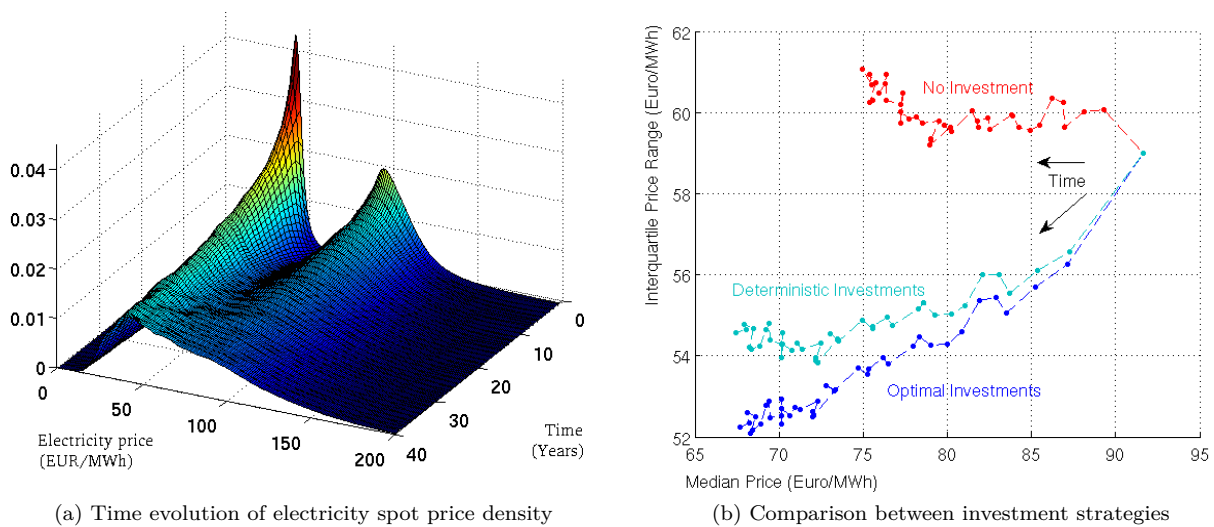 0.04
0.03
0.02
0.01
0
0
50
100
150
200
0
10
20
30
40
Electricity price
(EUR/MWh)
Time
(Years)
(a) Time evolution of electricity spot price density
62
60
58
56
54
52
65
70
75
80
85
90
95
Interquartile Price Range (Euro/MWh)
No Investment
Time
Deterministic Investments
Optimal Investments
Median Price (Euro/MWh)
(b) Comparison between investment strategies